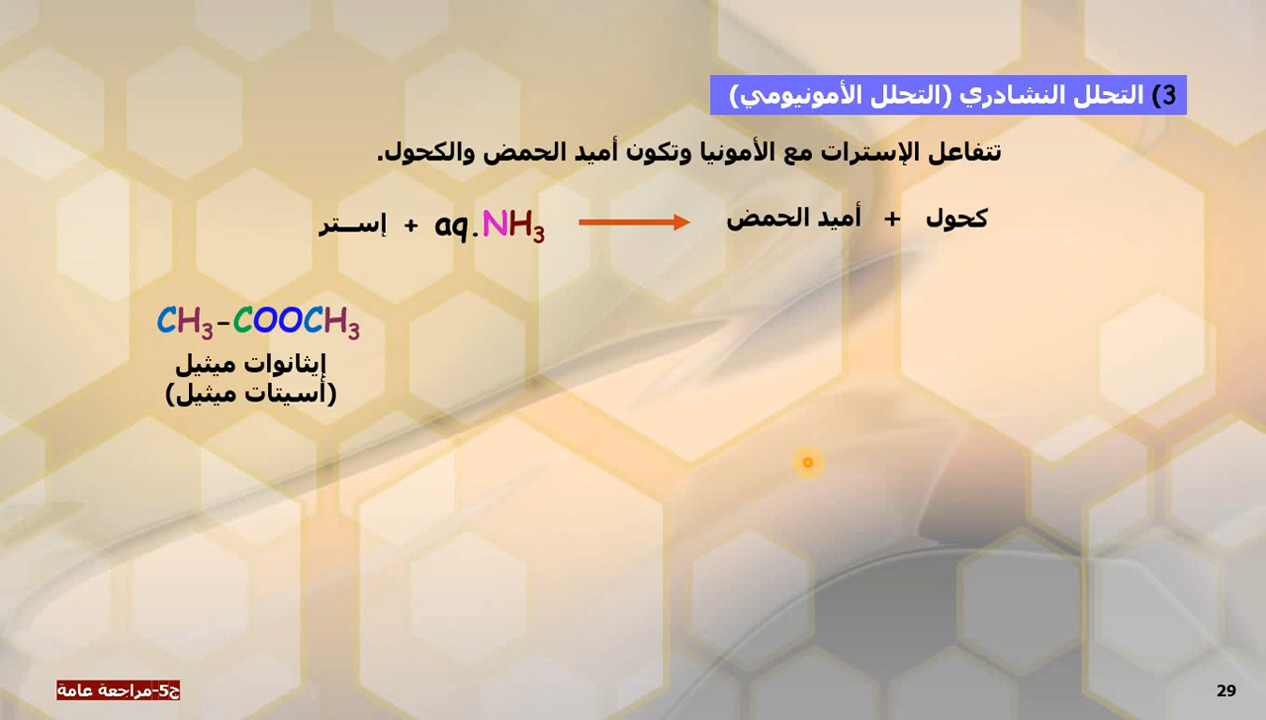 3) التحلل النشادري (التحلل الأمونيومي)
تتفاعل الإسترات مع الأمونيا وتكون أميد الحمض والكحول.
إستر + aq.NH₃ → أميد الحمض + كحول
CH₃-COOCH₃
إيثانوات ميثيل
(أسيتات ميثيل)
ج5-مراجعة عامة
29